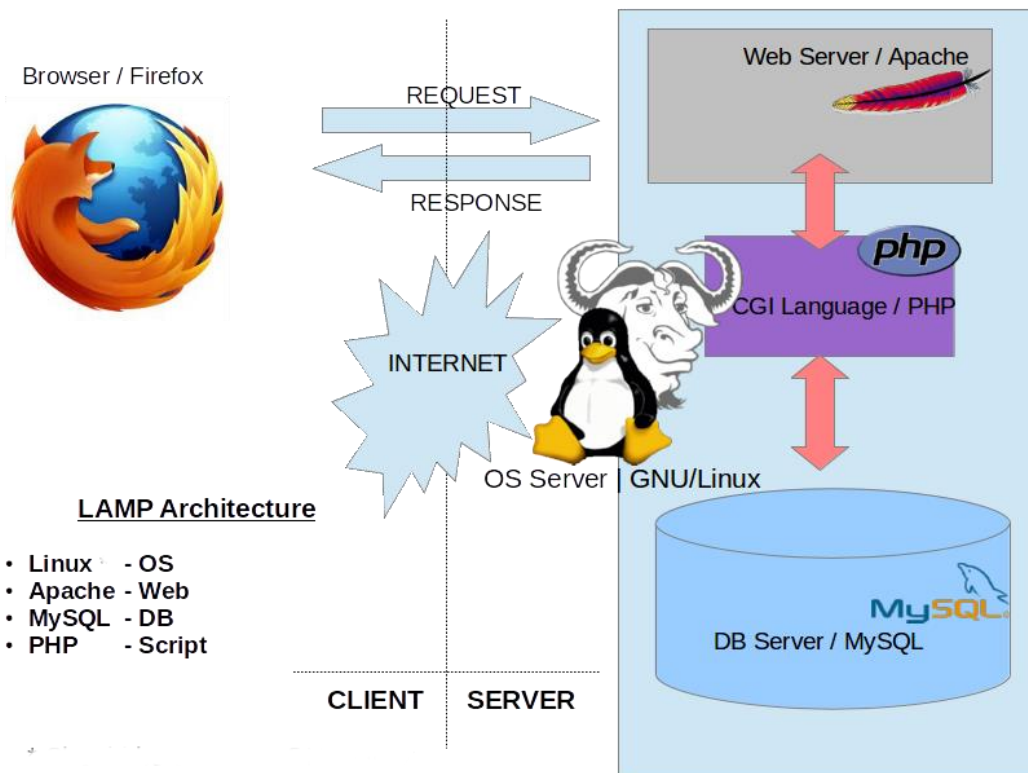 Browser / Firefox
REQUEST
RESPONSE
Web Server / Apache
php
CGI Language / PHP
INTERNET
OS Server | GNU/Linux
MySQL
DB Server / MySQL
LAMP Architecture
• Linux - OS
• Apache - Web
• MySQL - DB
• PHP - Script
CLIENT
SERVER